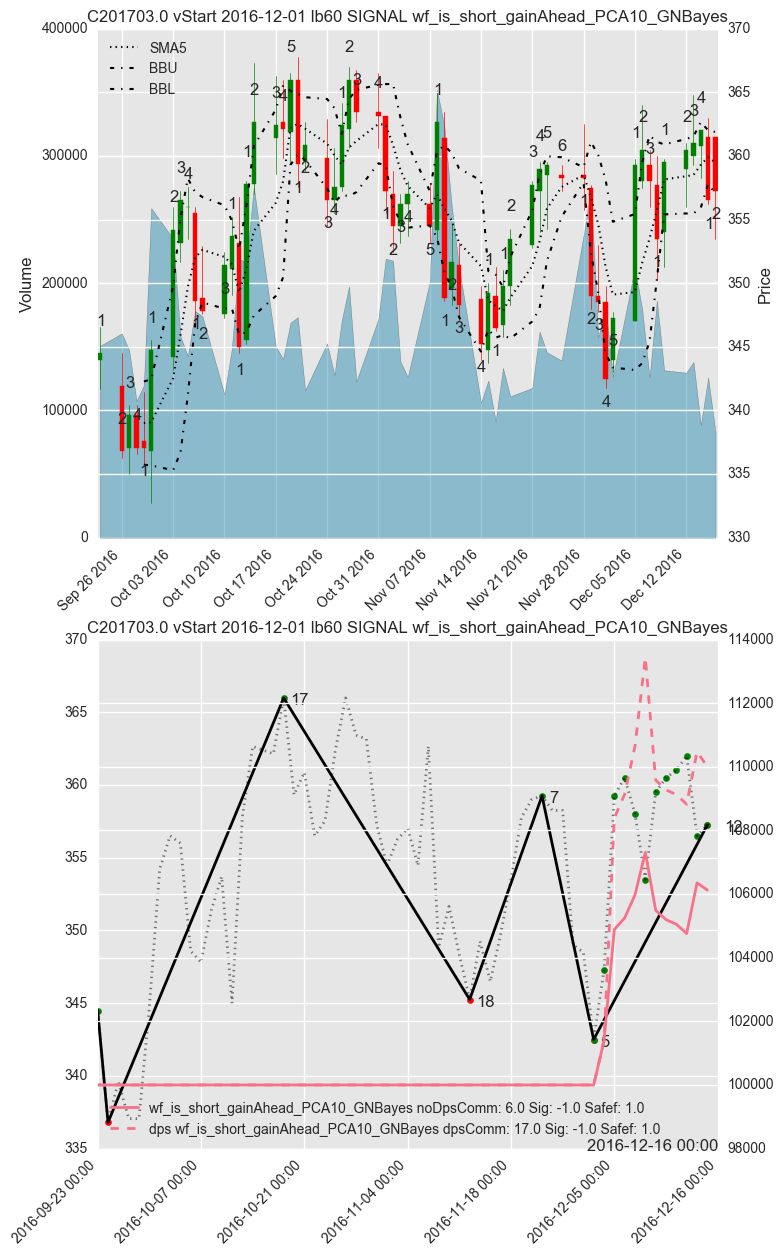 C201703.0 vStart 2016-12-01 lb60 SIGNAL wf_is_short_gainAhead_PCA10_GNBayes
400000
300000
200000
100000
0
Volume
370
365
360
355
350
345
340
335
330
Price
SMA5
BBU
BBL
Sep 26 2016
Oct 03 2016
Oct 10 2016
Oct 17 2016
Oct 24 2016
Oct 31 2016
Nov 07 2016
Nov 14 2016
Nov 21 2016
Nov 28 2016
Dec 05 2016
Dec 12 2016
C201703.0 vStart 2016-12-01 lb60 SIGNAL wf_is_short_gainAhead_PCA10_GNBayes
370
365
360
355
350
345
340
335
114000
112000
110000
108000
106000
104000
102000
100000
98000
17
18
7
5
12
wf_is_short_gainAhead_PCA10_GNBayes noDpsComm: 6.0 Sig: -1.0 Safef: 1.0
dps wf_is_short_gainAhead_PCA10_GNBayes dpsComm: 17.0 Sig: -1.0 Safef: 1.0
2016-12-16 00:00
2016-09-23 00:00
2016-10-07 00:00
2016-10-21 00:00
2016-11-04 00:00
2016-11-18 00:00
2016-12-05 00:00
2016-12-16 00:00